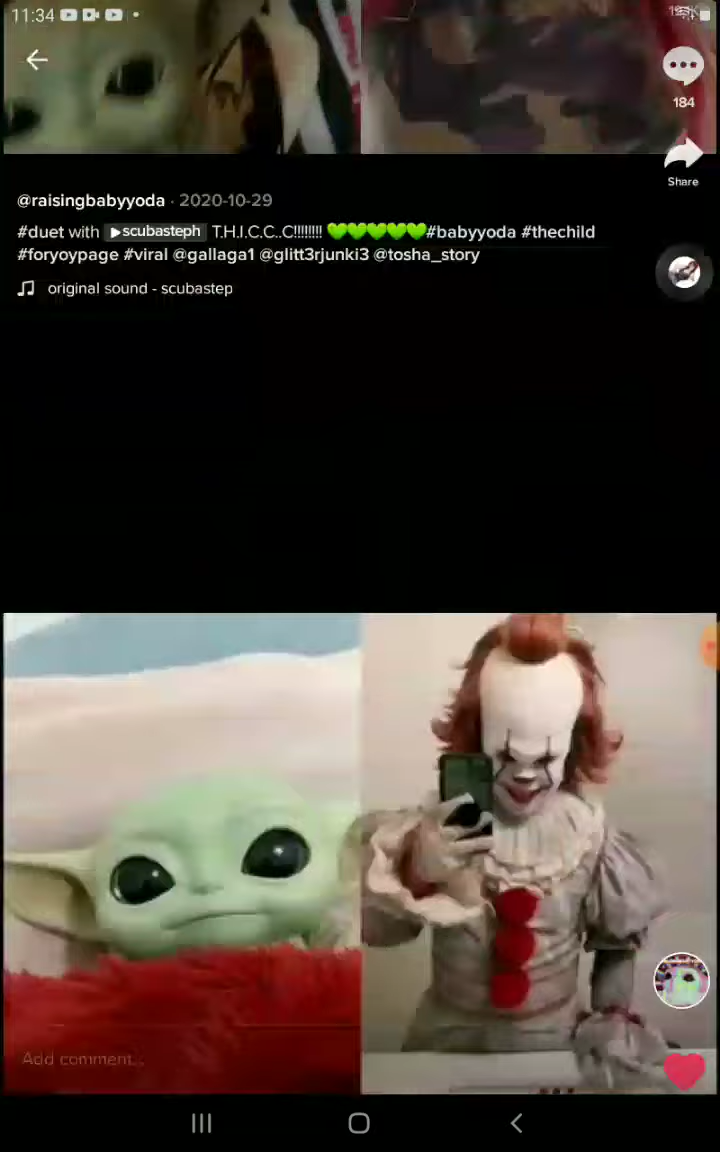 11:34
184
Share
@raisingbabyyoda · 2020-10-29
#duet with scubasteph T.H.I.C.C..C!!!!!!!! 💚💚💚💚💚#babyyoda #thechild
#foryoypage #viral @gallaga1 @glitt3rjunki3 @tosha_story
original sound - scubastep
Add comment...